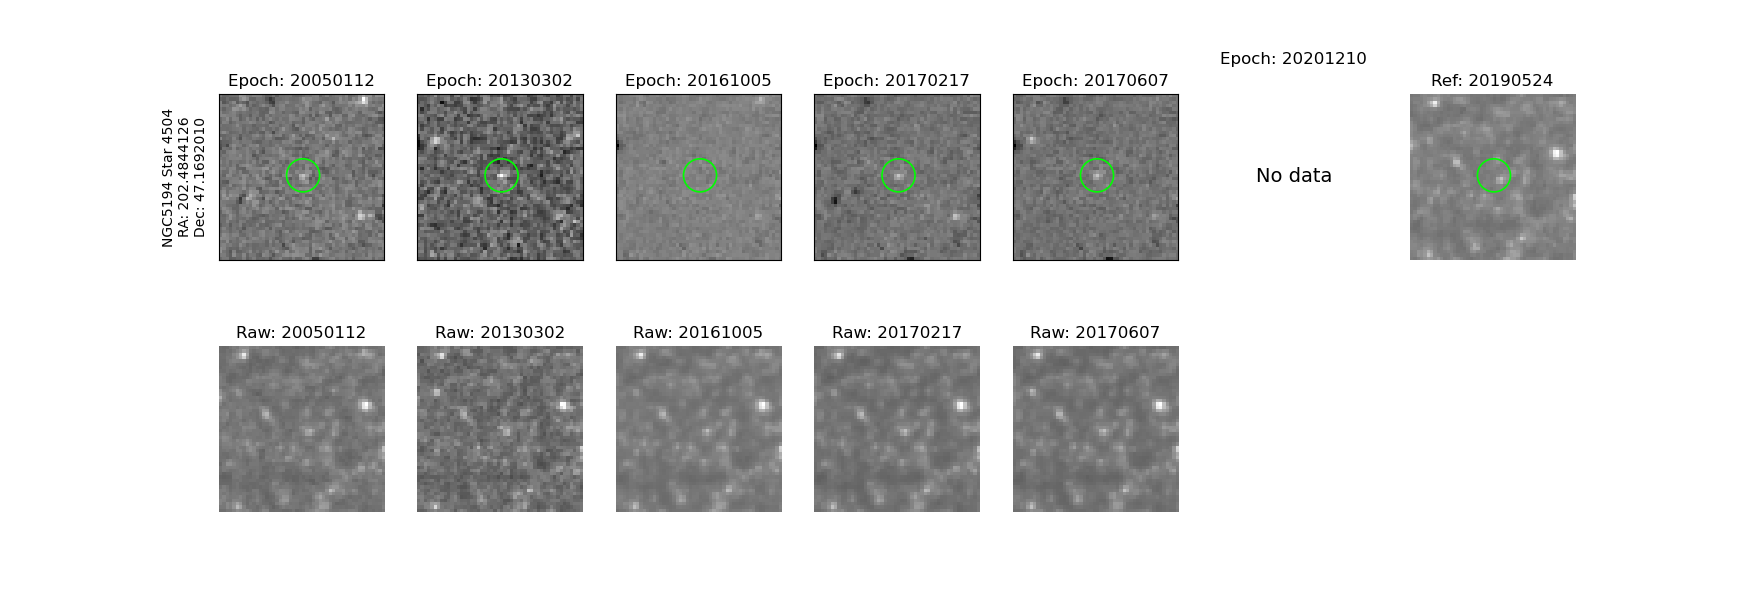 Epoch: 20201210
Epoch: 20050112
Epoch: 20130302
Epoch: 20161005
Epoch: 20170217
Epoch: 20170607
Ref: 20190524
NGC5194 Star 4504
RA: 202.4844126
Dec: 47.1692010
No data
Raw: 20050112
Raw: 20130302
Raw: 20161005
Raw: 20170217
Raw: 20170607